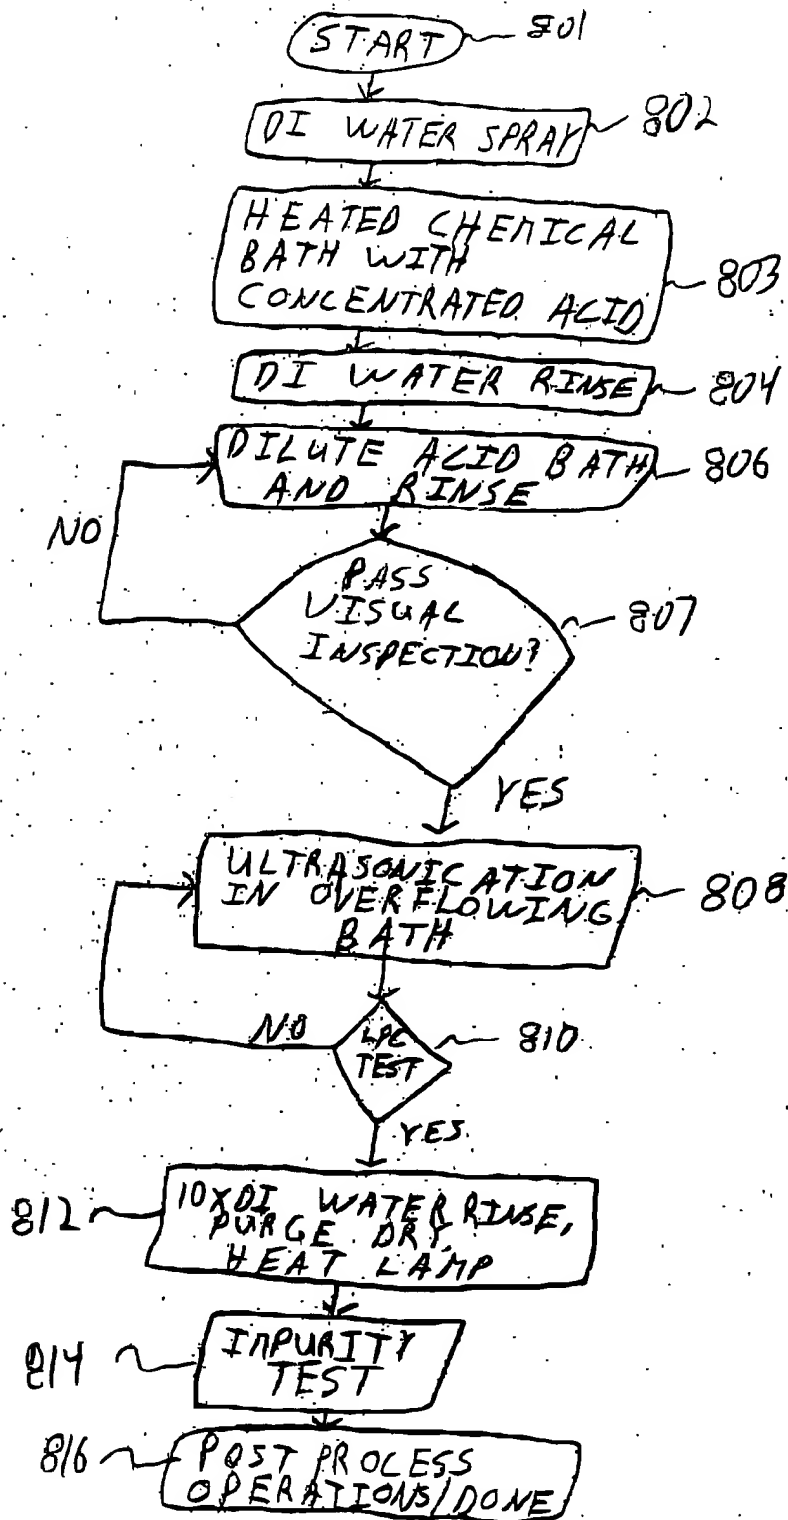 START
801
DI WATER SPRAY
802
HEATED CHEMICAL
BATH WITH
CONCENTRATED ACID
803
DI WATER RINSE
804
DILUTE ACID BATH
AND RINSE
806
NO
PASS
VISUAL
INSPECTION?
807
YES
ULTRASONICATION
IN OVERFLOWING
BATH
808
NO
LPC
TEST
810
YES
812
10XDI WATER RINSE,
PURGE DRY,
HEAT LAMP
814
IMPURITY
TEST
816
POST PROCESS
OPERATIONS/DONE